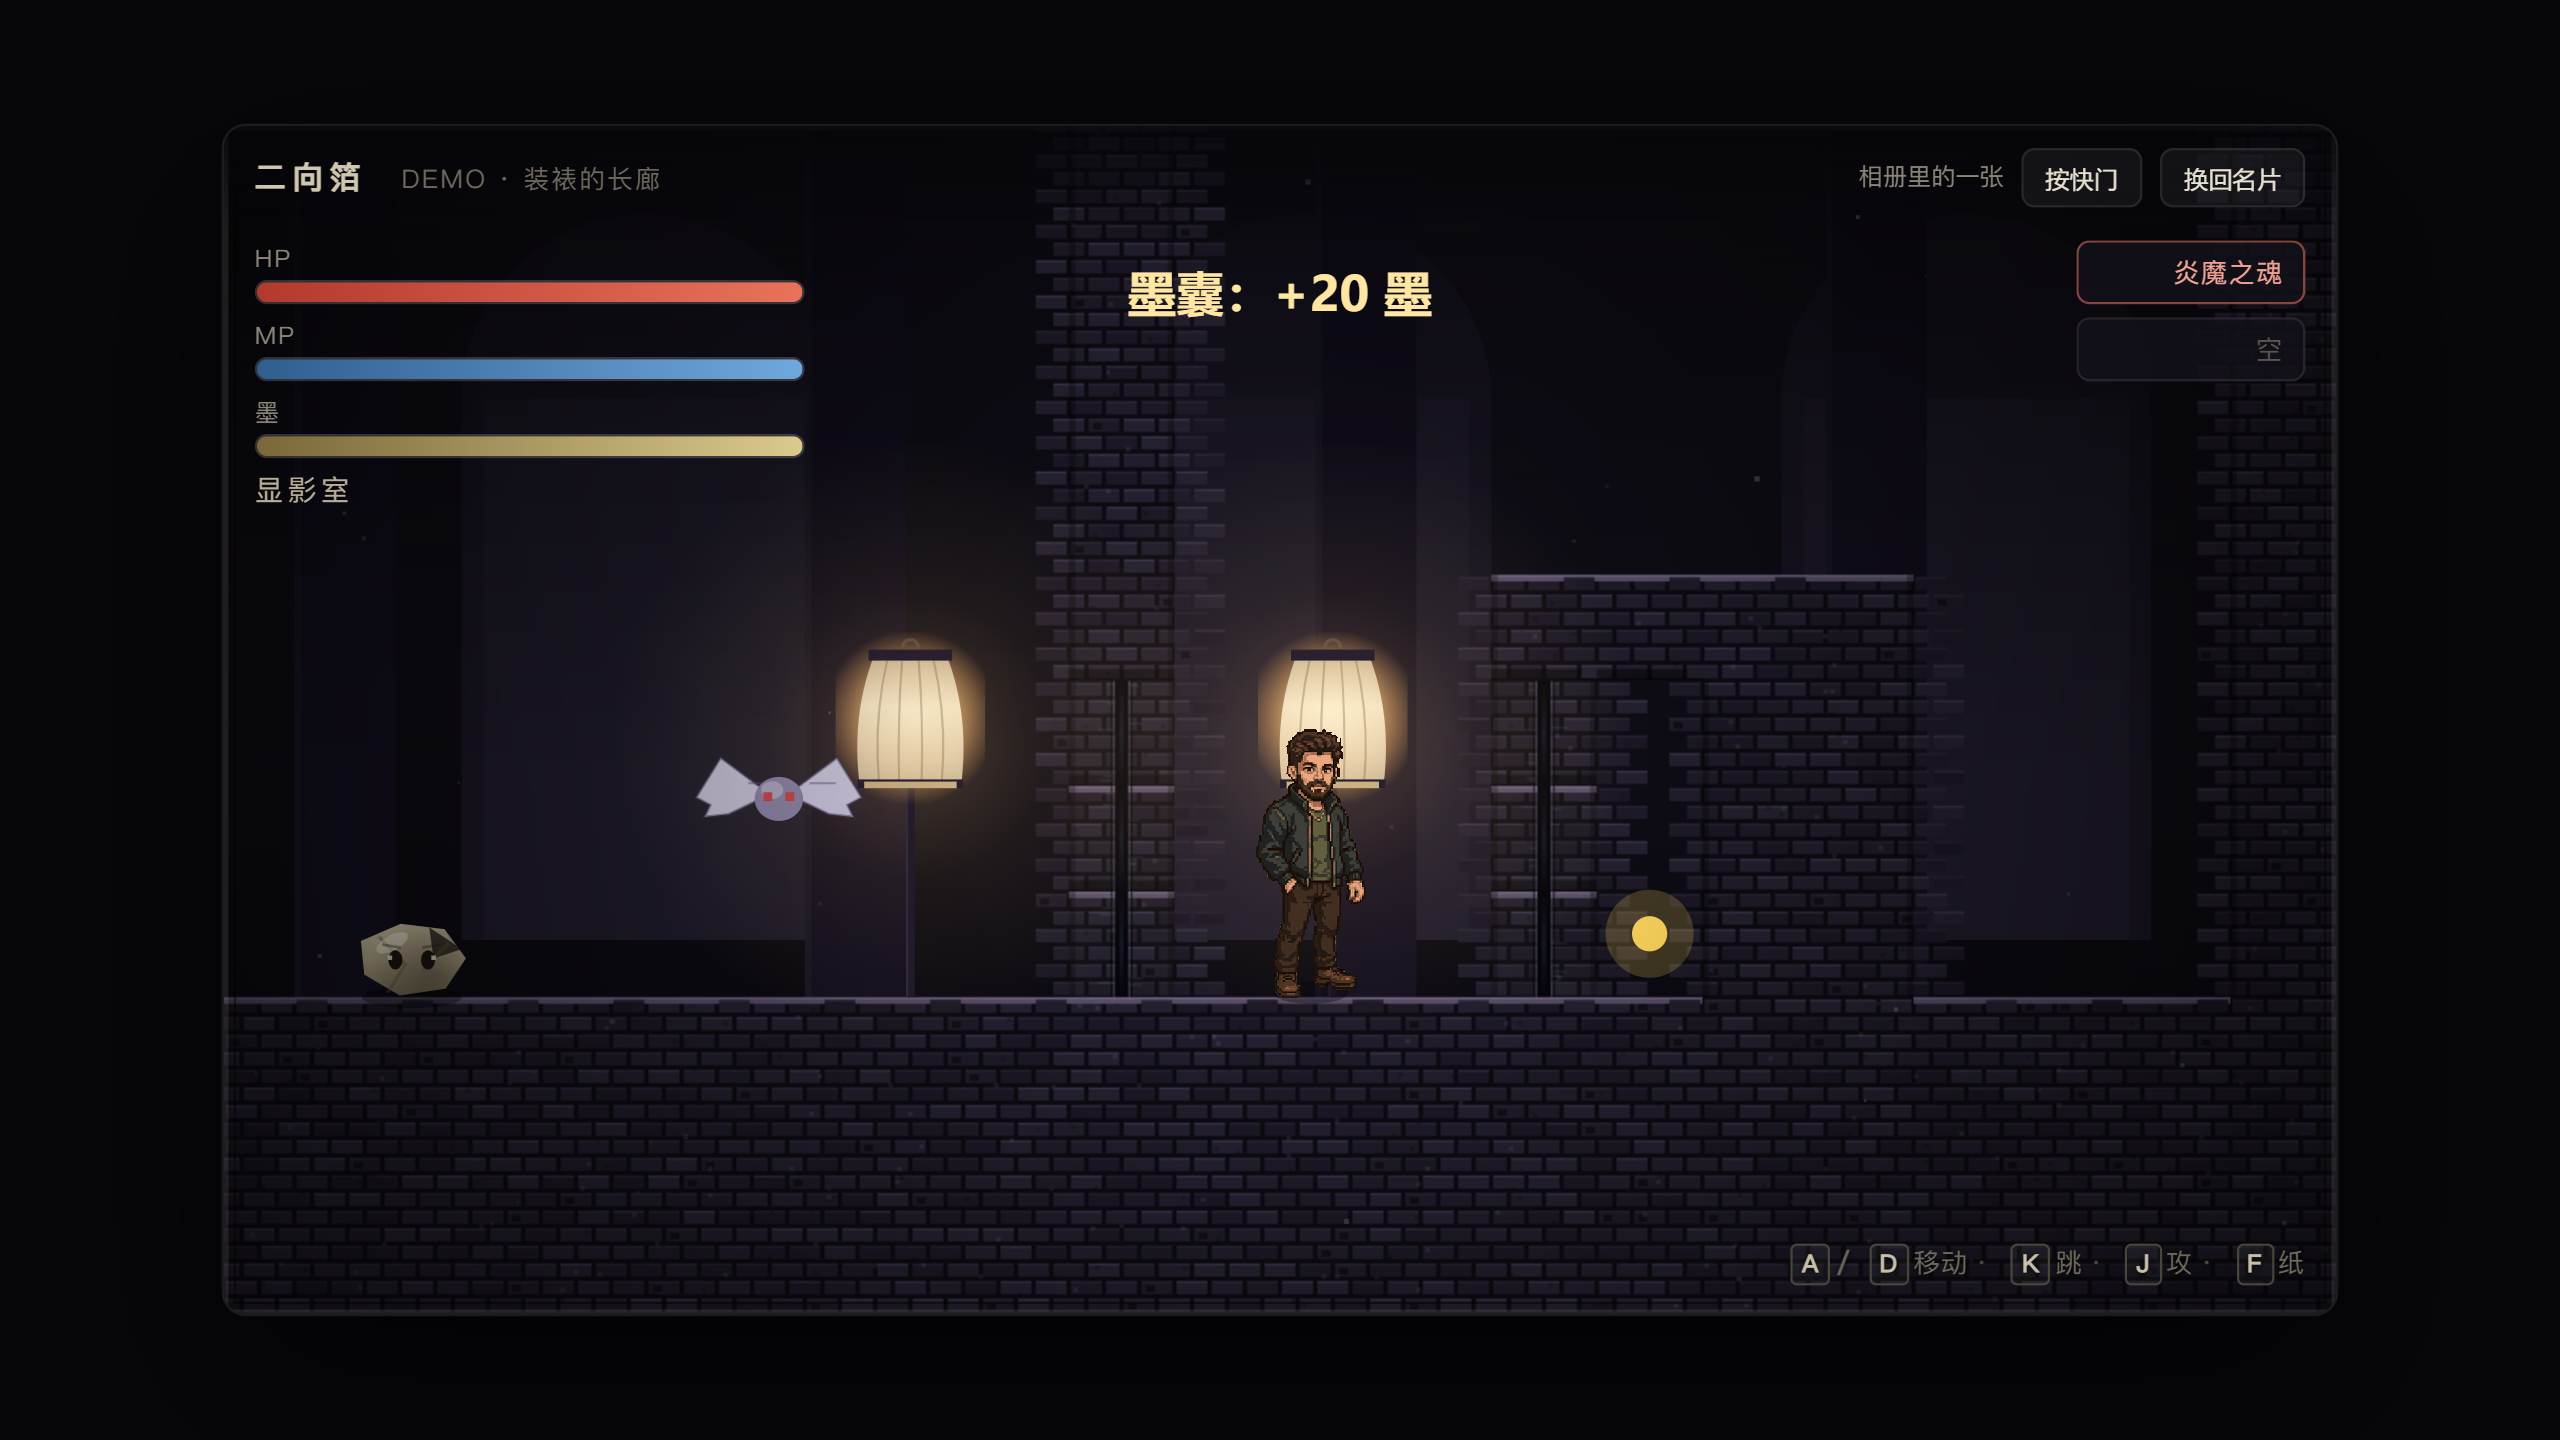 二向箔 DEMO · 装裱的长廊
相册里的一张 按快门 换回名片
HP
MP
墨
显影室
墨囊：+20 墨
炎魔之魂
空
A / D 移动 · K 跳 · J 攻 · F 纸